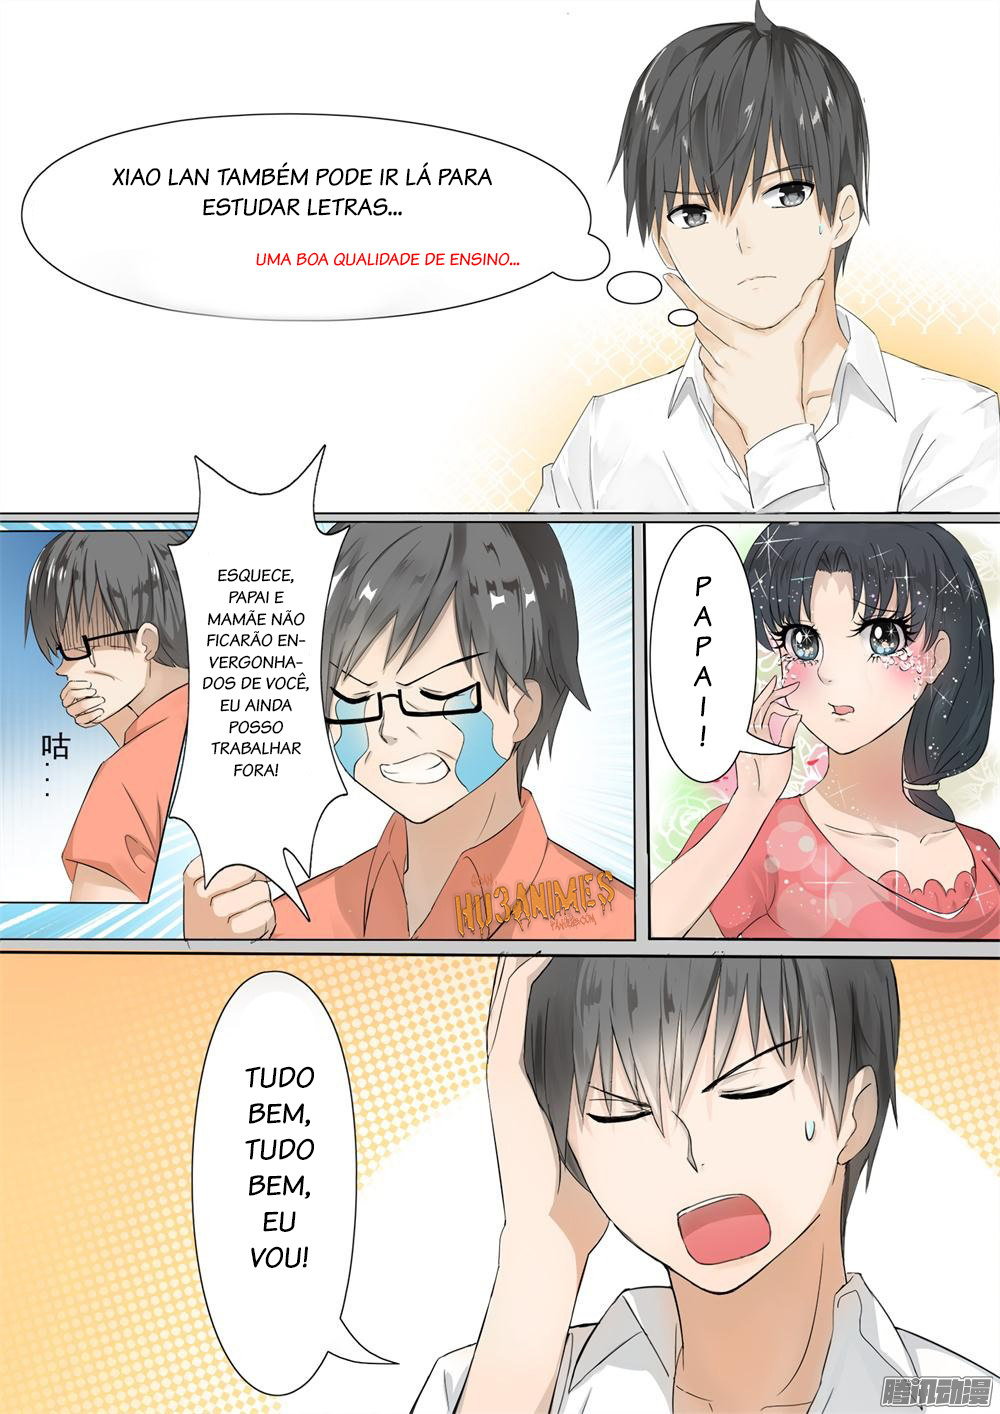 XIAO LAN TAMBÉM PODE IR LÁ PARA
ESTUDAR LETRAS...
UMA BOA QUALIDADE DE ENSINO...
ESQUECE,
PAPAI E
MAMÃE NÃO
FICARÃO EN-
VERGONHA-
DOS DE VOCÊ,
EU AINDA
POSSO
TRABALHAR
FORA!
咕
...
PAPAI!
HU3ANIMES
TUDO
BEM,
TUDO
BEM,
EU
VOU!
腾讯动漫